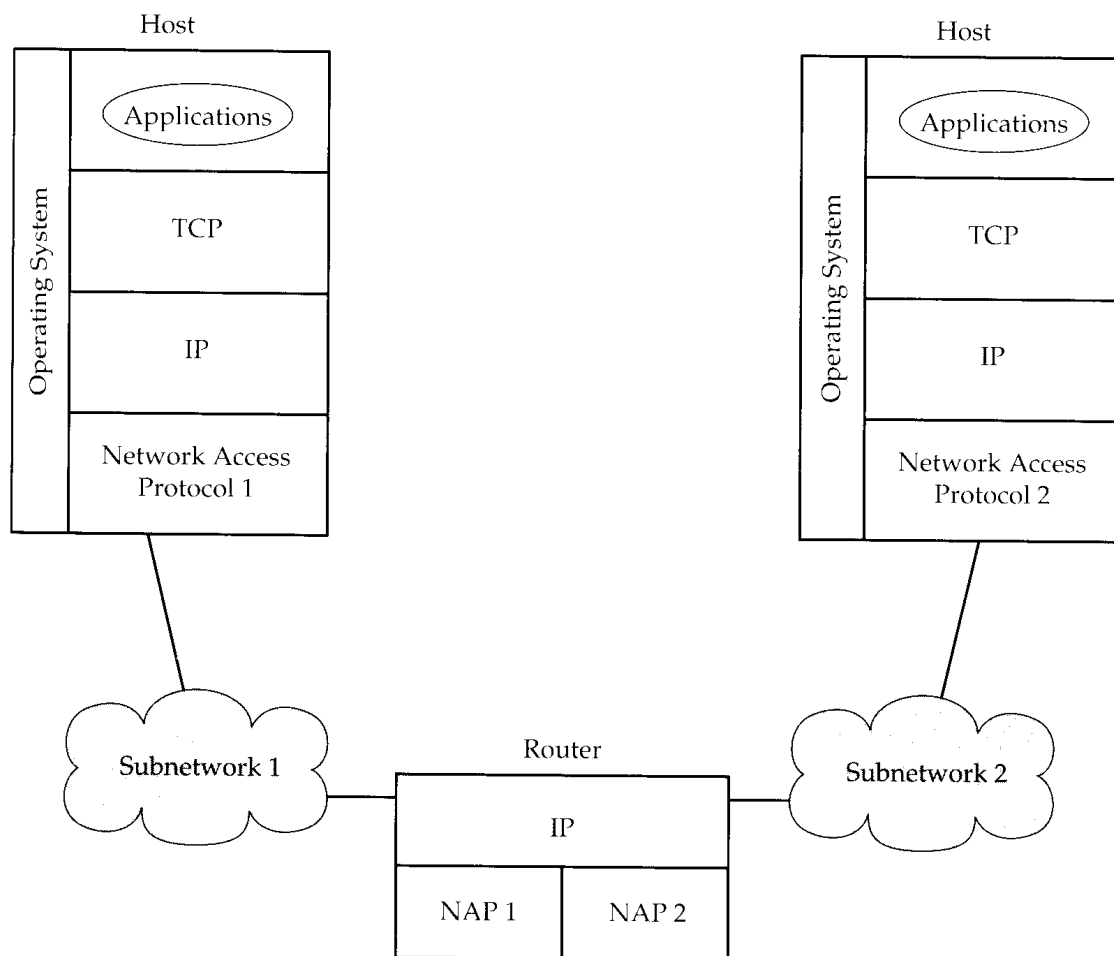 Host
Operating System
Applications
TCP
IP
Network Access
Protocol 1
Host
Operating System
Applications
TCP
IP
Network Access
Protocol 2
Subnetwork 1
Router
IP
NAP 1
NAP 2
Subnetwork 2